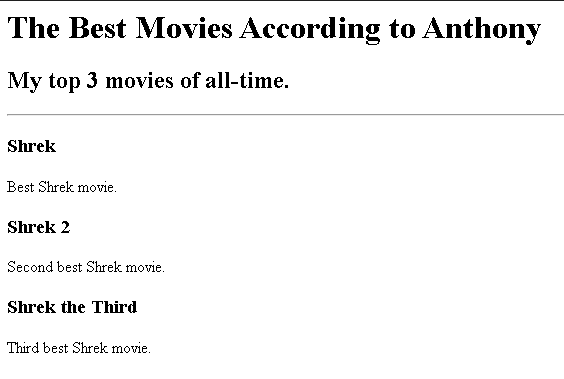 The Best Movies According to Anthony
My top 3 movies of all-time.
Shrek
Best Shrek movie.
Shrek 2
Second best Shrek movie.
Shrek the Third
Third best Shrek movie.